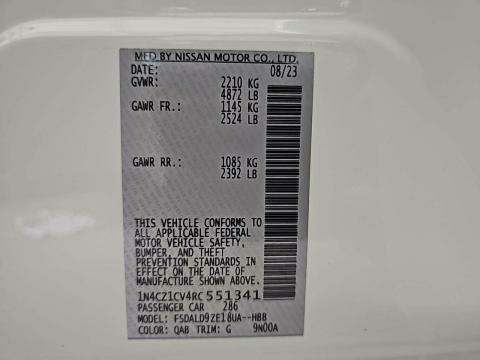 MFD BY NISSAN MOTOR CO., LTD.
DATE: 08/23
GVWR: 2210 KG
4872 LB
GAWR FR.: 1145 KG
2524 LB
GAWR RR.: 1085 KG
2392 LB
THIS VEHICLE CONFORMS TO
ALL APPLICABLE FEDERAL
MOTOR VEHICLE SAFETY,
BUMPER, AND THEFT
PREVENTION STANDARDS
IN EFFECT ON THE DATE
OF MANUFACTURE SHOWN
ABOVE.
1N4CZ1CV4RC551341
PASSENGER CAR 286
MODEL: FSDALD9ZE18UA--HBB
COLOR: QAB TRIM: G 9N00A